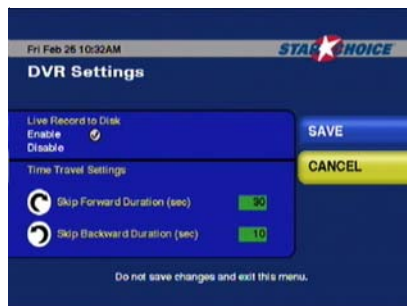 Fri Feb 26 10:32AM
STAR CHOICE
DVR Settings
Live Record to Disk
Enable
Disable
SAVE
Time Travel Settings
CANCEL
Skip Forward Duration (sec) 30
Skip Backward Duration (sec) 10
Do not save changes and exit this menu.